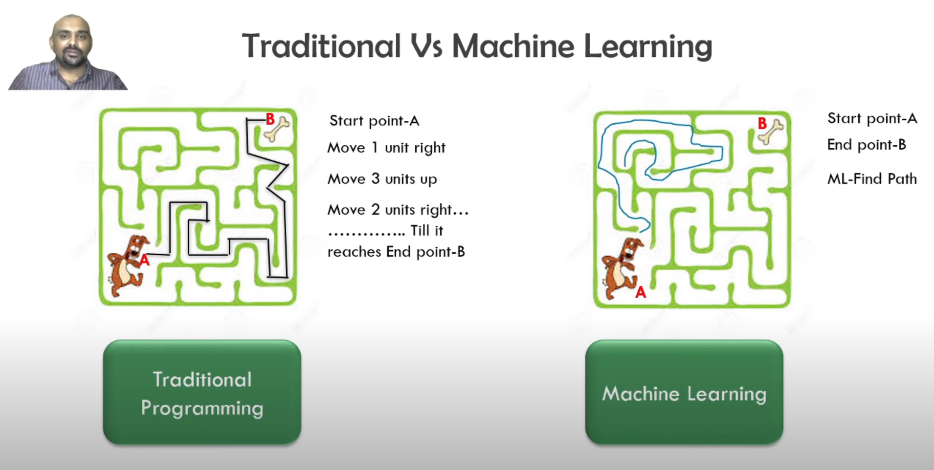 Traditional Vs Machine Learning
B
A
Start point-A
Move 1 unit right
Move 3 units up
Move 2 units right...
.............. Till it
reaches End point-B
B
A
Start point-A
End point-B
ML-Find Path
Traditional
Programming
Machine Learning